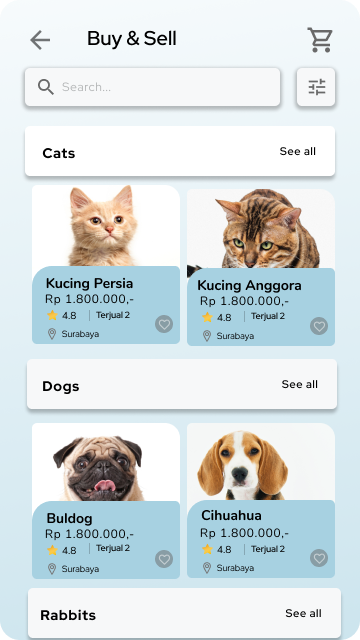 Buy & Sell
Search...
Cats
See all
Kucing Persia
Rp 1.800.000,-
4.8
Terjual 2
Surabaya
Kucing Anggora
Rp 1.800.000,-
4.8
Terjual 2
Surabaya
Dogs
See all
Buldog
Rp 1.800.000,-
4.8
Terjual 2
Surabaya
Cihuahua
Rp 1.800.000,-
4.8
Terjual 2
Surabaya
Rabbits
See all